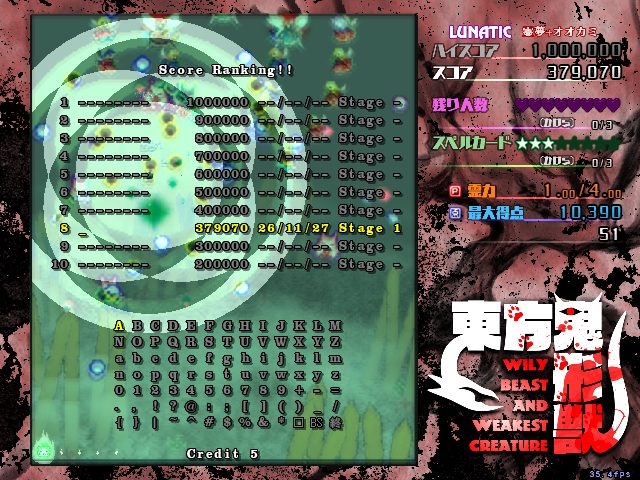 Score Ranking!!
1 -------- 1000000 --/--/-- Stage -
2 -------- 900000 --/--/-- Stage -
3 -------- 800000 --/--/-- Stage -
4 -------- 700000 --/--/-- Stage -
5 -------- 600000 --/--/-- Stage -
6 -------- 500000 --/--/-- Stage -
7 -------- 400000 --/--/-- Stage -
8 _ 379070 26/11/27 Stage 1
9 -------- 300000 --/--/-- Stage -
10 -------- 200000 --/--/-- Stage -
A B C D E F G H I J K L M
N O P Q R S T U V W X Y Z
a b c d e f g h i j k l m
n o p q r s t u v w x y z
0 1 2 3 4 5 6 7 8 9 + - =
. , ! ? @ : ; [ ] ( ) _ /
{ } | ~ ^ # $ % & * □ BS 終
Credit 5
LUNATIC 霊夢+オオカミ
ハイスコア 1,000,000
スコア 379,070
残り人数
(かけら) 0/3
スペルカード ★★★
(かけら) 0/3
P 霊力 1.00/4.00
最大得点 10,390
51
東方鬼形獣
WILY
BEAST
AND
WEAKEST
CREATURE
35.4fps